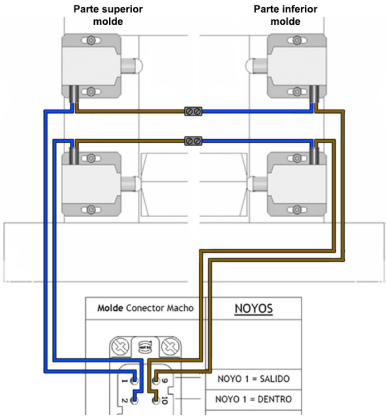 Parte superior
molde
Parte inferior
molde
Molde Conector Macho
NOYOS
1
9
NOYO 1 = SALIDO
2
10
NOYO 1 = DENTRO